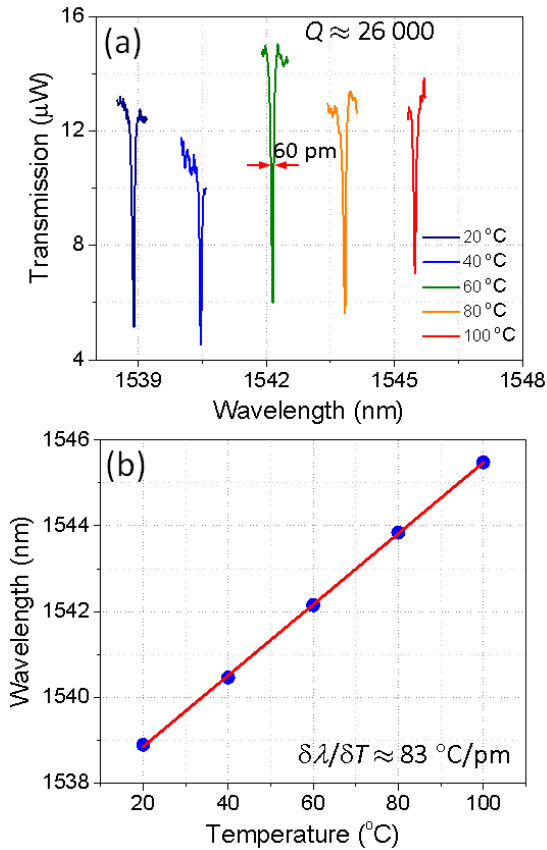 (a)
Q ≈ 26 000
16
12
8
4
Transmission (μW)
60 pm
20 °C
40 °C
60 °C
80 °C
100 °C
1539
1542
1545
1548
Wavelength (nm)
(b)
1546
1544
1542
1540
1538
Wavelength (nm)
δλ/δT ≈ 83 °C/pm
20
40
60
80
100
Temperature (°C)